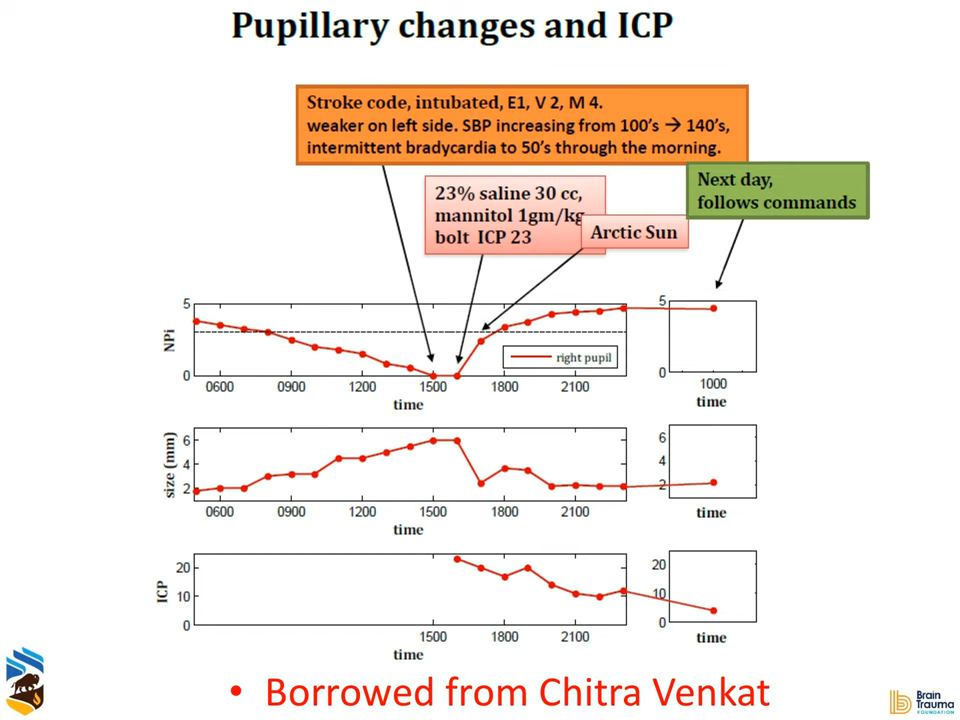 Pupillary changes and ICP
Stroke code, intubated, E1, V 2, M 4.
weaker on left side. SBP increasing from 100's → 140's,
intermittent bradycardia to 50's through the morning.
Next day,
follows commands
23% saline 30 cc,
mannitol 1gm/kg
bolt ICP 23
Arctic Sun
NPi
5
0
right pupil
0600 0900 1200 1500 1800 2100
time
5
0
1000
time
size (mm)
6
4
2
0600 0900 1200 1500 1800 2100
time
6
4
2
time
ICP
20
10
0
1500 1800 2100
time
20
10
0
time
• Borrowed from Chitra Venkat
Brain
Trauma
FOUNDATION